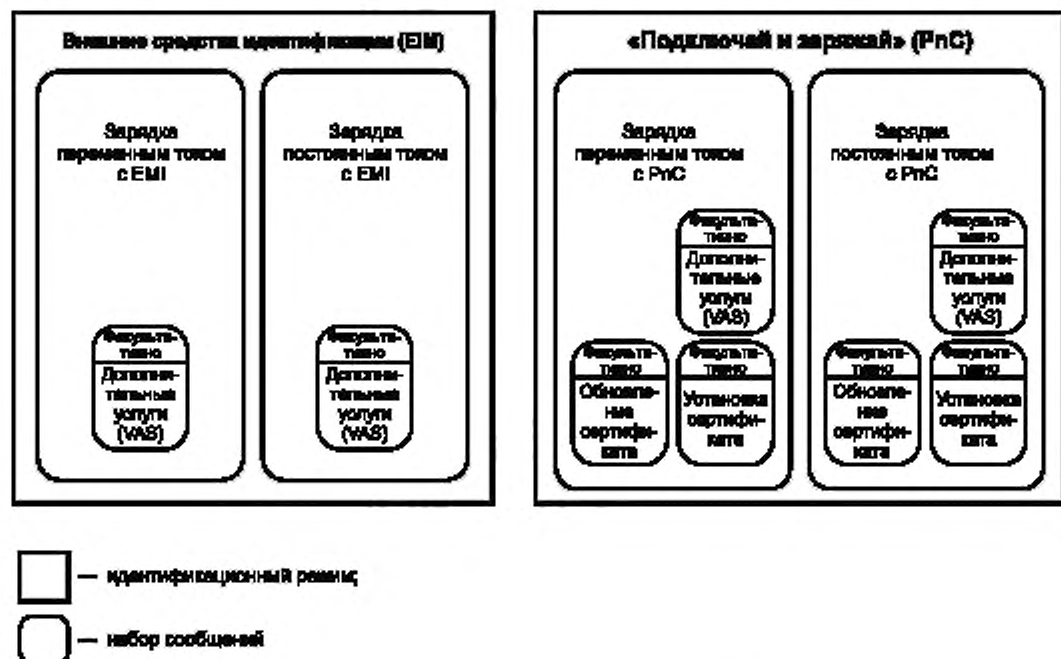 Внешние средства идентификации (EIM)
Зарядка
переменным током
с EMI
Факульта-
тивно
Дополни-
тельные
услуги
(VAS)
Зарядка
постоянным током
с EMI
Факульта-
тивно
Дополни-
тельные
услуги
(VAS)
«Подключай и заряжай» (PnC)
Зарядка
переменным током
с PnC
Факульта-
тивно
Дополни-
тельные
услуги
(VAS)
Факульта-
тивно
Обновле-
ние
сертифи-
ката
Факульта-
тивно
Установка
сертифи-
ката
Зарядка
постоянным током
с PnC
Факульта-
тивно
Дополни-
тельные
услуги
(VAS)
Факульта-
тивно
Обновле-
ние
сертифи-
ката
Факульта-
тивно
Установка
сертифи-
ката
— идентификационный режим;
— набор сообщений